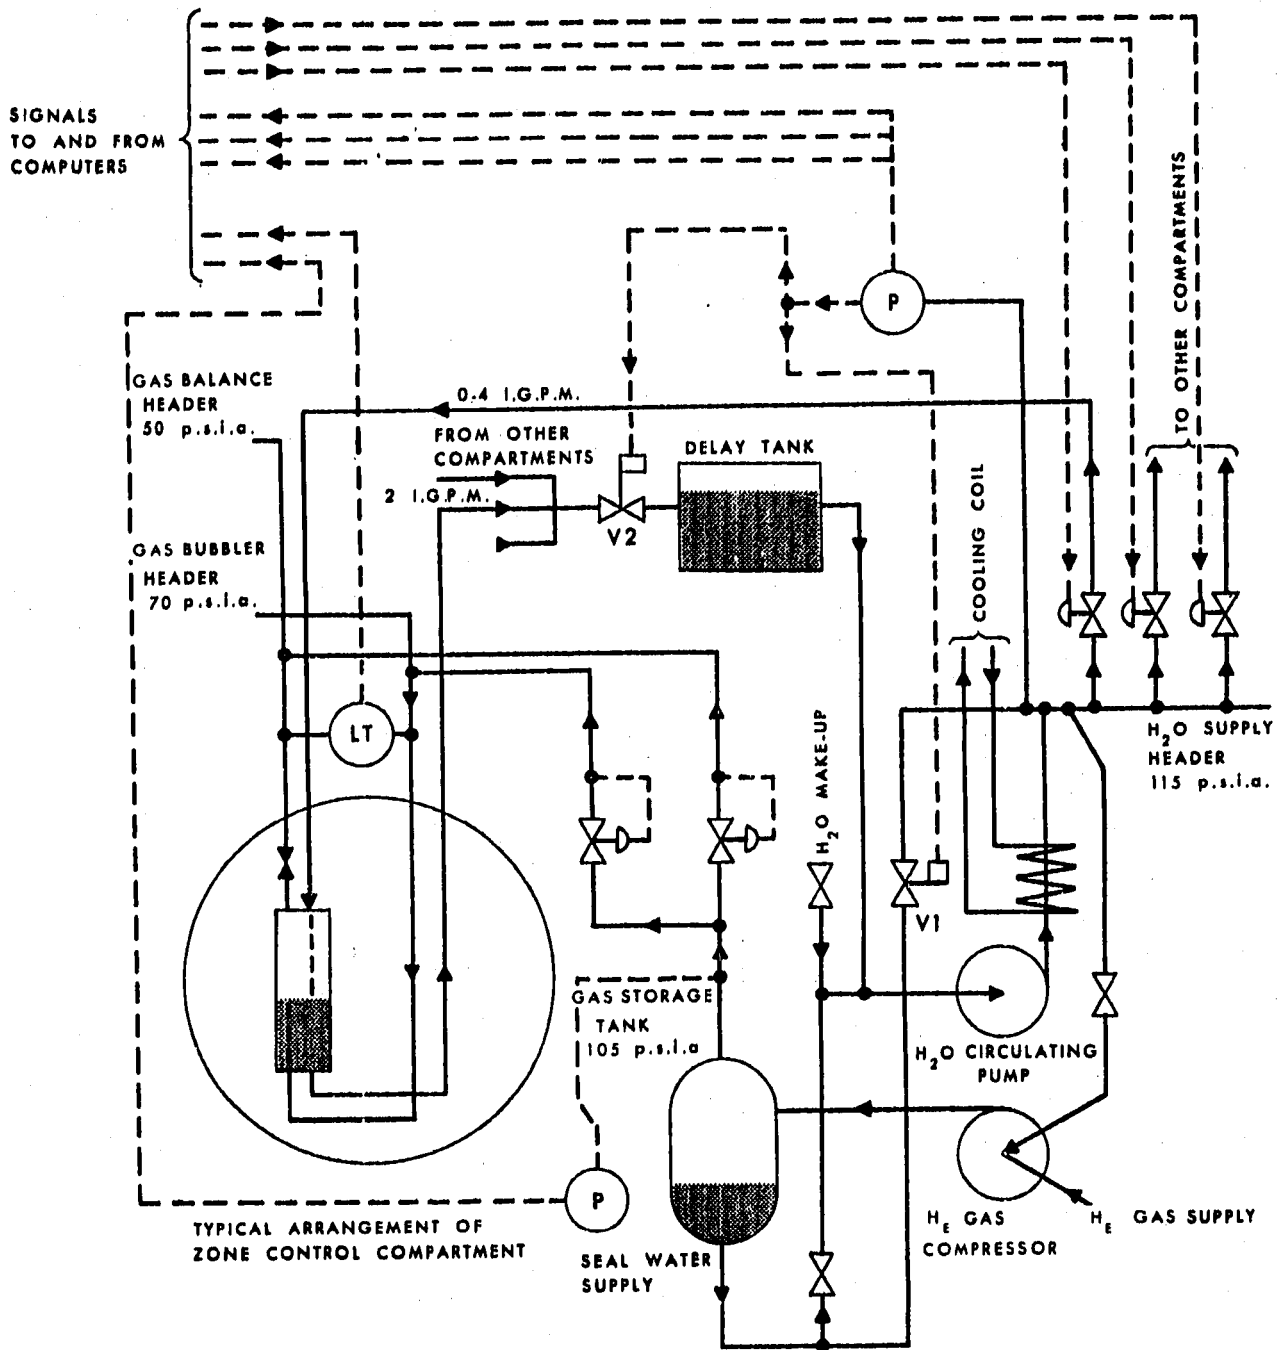 SIGNALS
TO AND FROM
COMPUTERS
TO OTHER COMPARTMENTS
P
GAS BALANCE
HEADER
50 p.s.i.a.
0-4 I.G.P.M.
FROM OTHER
COMPARTMENTS
2 I.G.P.M.
DELAY TANK
V2
COOLING COIL
GAS BUBBLER
HEADER
70 p.s.i.a.
LT
H2O SUPPLY
HEADER
115 p.s.i.a.
H2O MAKE-UP
V1
GAS STORAGE
TANK
105 p.s.i.a
H2O CIRCULATING
PUMP
P
TYPICAL ARRANGEMENT OF
ZONE CONTROL COMPARTMENT
SEAL WATER
SUPPLY
HE GAS
COMPRESSOR
HE GAS SUPPLY